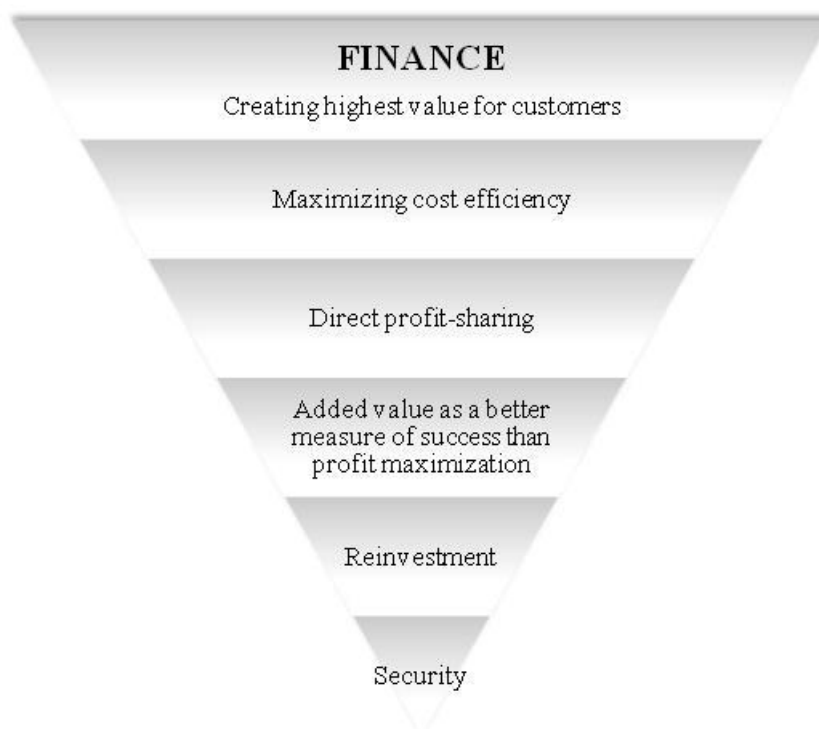 FINANCE
Creating highest value for customers
Maximizing cost efficiency
Direct profit-sharing
Added value as a better
measure of success than
profit maximization
Reinvestment
Security